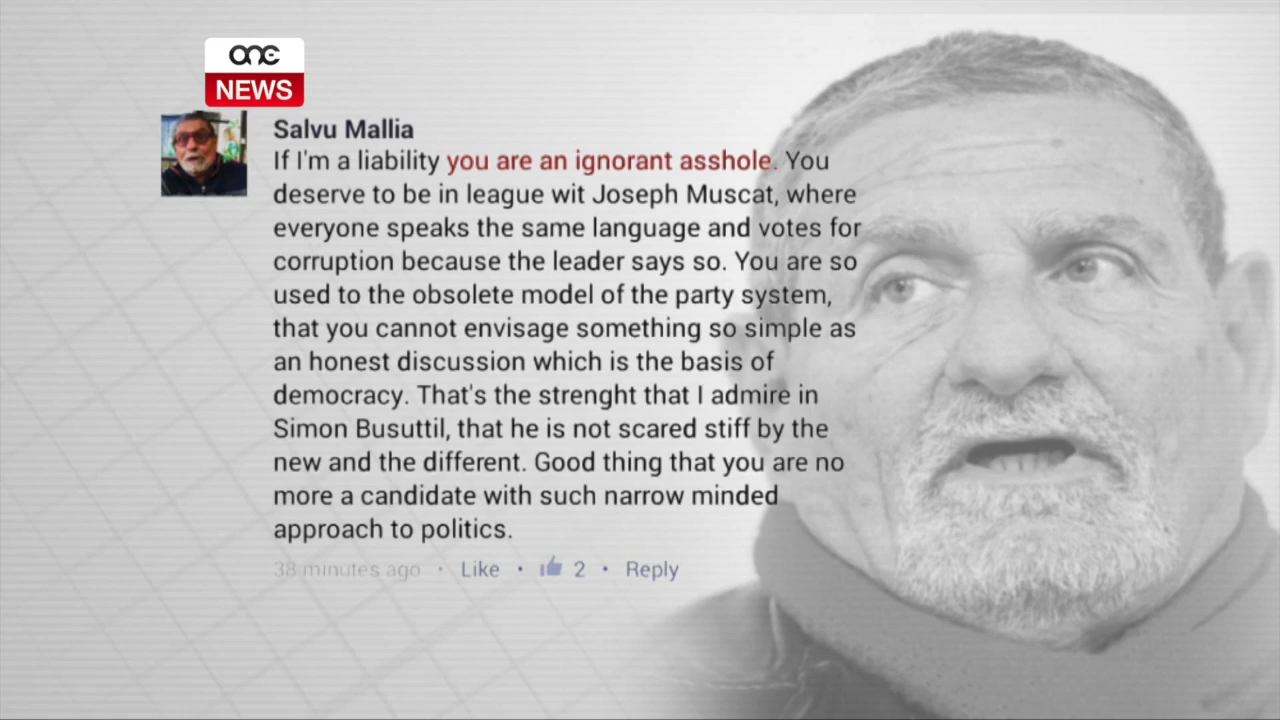 one
NEWS
Salvu Mallia
If I'm a liability you are an ignorant asshole. You
deserve to be in league wit Joseph Muscat, where
everyone speaks the same language and votes for
corruption because the leader says so. You are so
used to the obsolete model of the party system,
that you cannot envisage something so simple as
an honest discussion which is the basis of
democracy. That's the strenght that I admire in
Simon Busuttil, that he is not scared stiff by the
new and the different. Good thing that you are no
more a candidate with such narrow minded
approach to politics.
38 minutes ago · Like · 2 · Reply